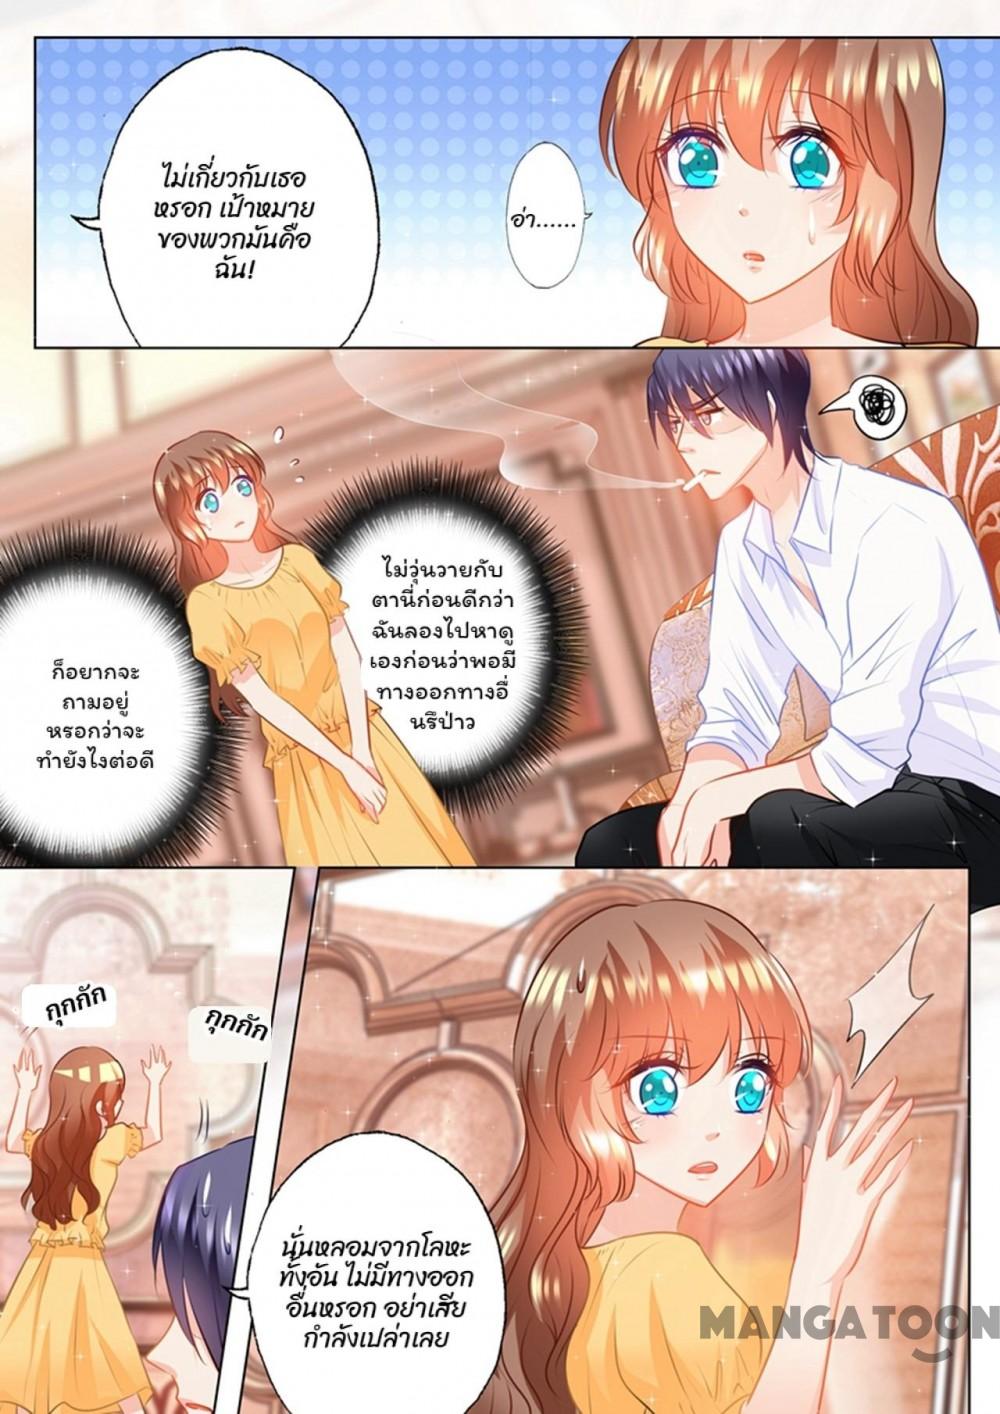 ไม่เกี่ยวกับเธอ
หรอก เป้าหมาย
ของพวกมันคือ
ฉัน!
อ่า......
ไม่วุ่นวายกับ
ตานี่ก่อนดีกว่า
ฉันลองไปหาดู
เองก่อนว่าพอมี
ทางออกทางอื่
นรึป่าว
ก็อยากจะ
ถามอยู่
หรอกว่าจะ
ทำยังไงต่อดี
กุกกัก
กุกกัก
นั่นหลอมจากโลหะ
ทั้งอัน ไม่มีทางออก
อื่นหรอก อย่าเสีย
กำลังเปล่าเลย
MANGATOON